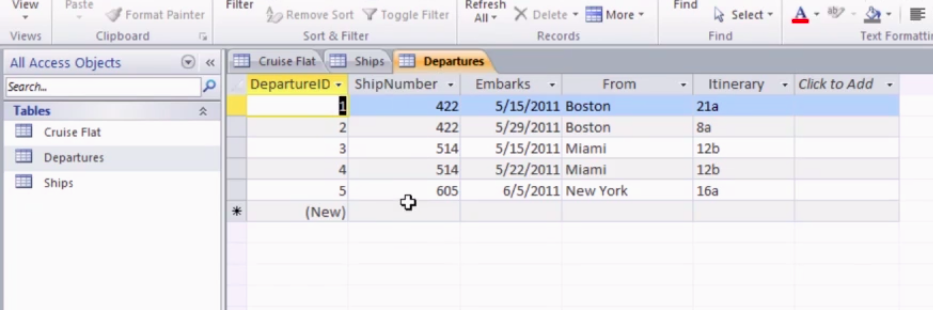 View
Paste
Format Painter
Filter
Remove Sort
Toggle Filter
Refresh
All
Delete
More
Find
Select
A
Views
Clipboard
Sort & Filter
Records
Find
Text Formatti
All Access Objects
Search...
Tables
Cruise Flat
Departures
Ships
Cruise Flat Ships Departures
DepartureID ShipNumber Embarks From Itinerary Click to Add
1 422 5/15/2011 Boston 21a
2 422 5/29/2011 Boston 8a
3 514 5/15/2011 Miami 12b
4 514 5/22/2011 Miami 12b
5 605 6/5/2011 New York 16a
(New)